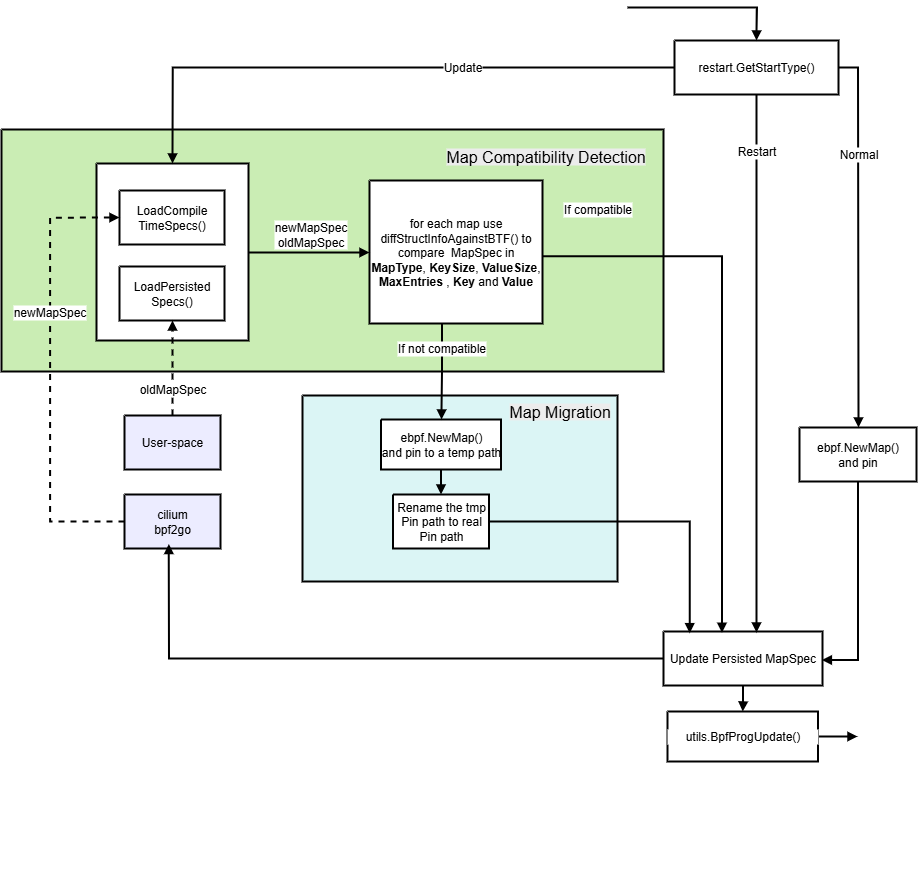 restart.GetStartType()
Update
Restart
Normal
Map Compatibility Detection
LoadCompile
TimeSpecs()
LoadPersisted
Specs()
newMapSpec
oldMapSpec
for each map use
diffStructInfoAgainstBTF() to
compare MapSpec in
MapType, KeySize, ValueSize,
MaxEntries , Key and Value
If compatible
newMapSpec
If not compatible
oldMapSpec
User-space
cilium
bpf2go
Map Migration
ebpf.NewMap()
and pin to a temp path
Rename the tmp
Pin path to real
Pin path
ebpf.NewMap()
and pin
Update Persisted MapSpec
utils.BpfProgUpdate()